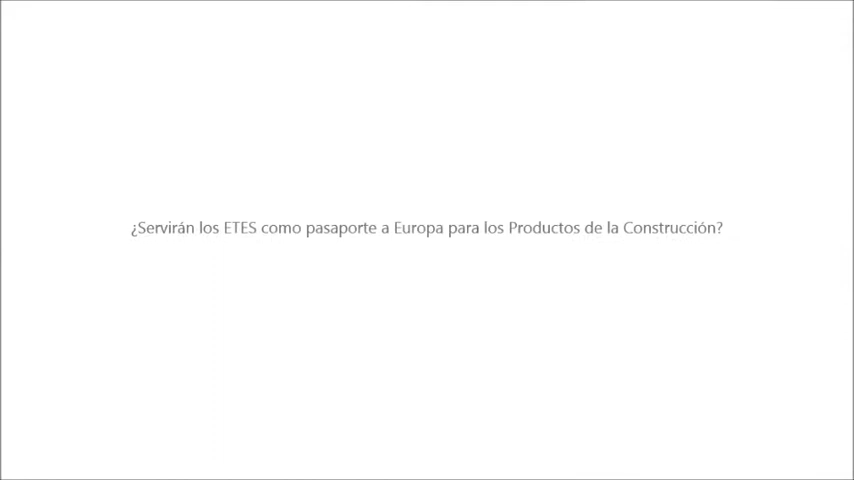 ¿Servirán los ETES como pasaporte a Europa para los Productos de la Construcción?